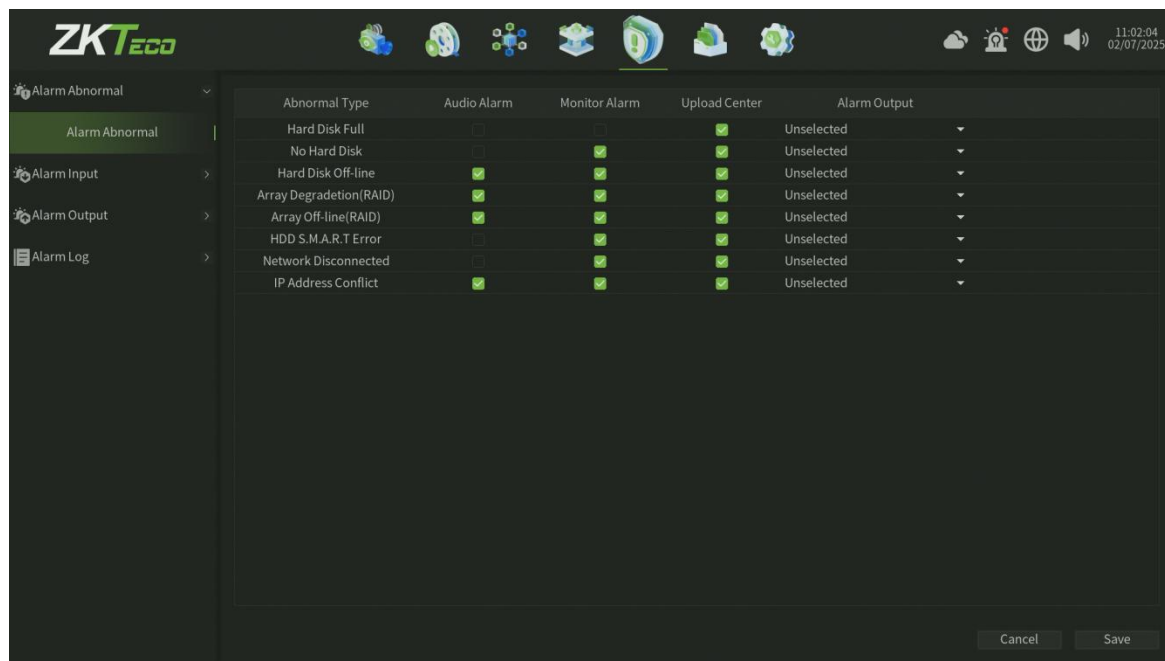 ZKTeco
11:02:04
02/07/2025
Alarm Abnormal
Alarm Abnormal
Alarm Input
Alarm Output
Alarm Log
Abnormal Type Audio Alarm Monitor Alarm Upload Center Alarm Output
Hard Disk Full Unselected
No Hard Disk Unselected
Hard Disk Off-line Unselected
Array Degradetion(RAID) Unselected
Array Off-line(RAID) Unselected
HDD S.M.A.R.T Error Unselected
Network Disconnected Unselected
IP Address Conflict Unselected
Cancel Save